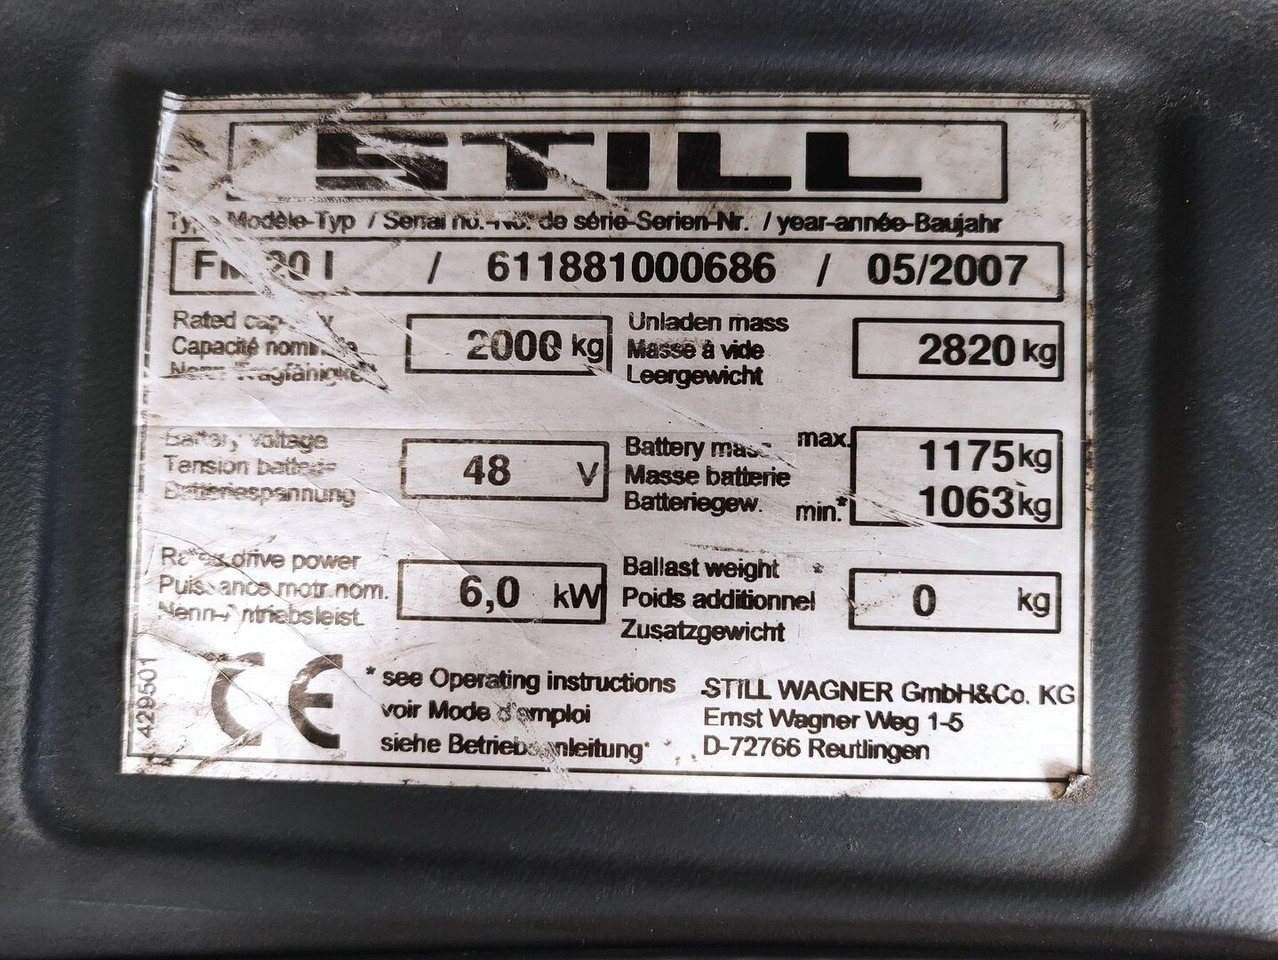 STILL
Type-Modèle-Typ / Serial no.-No. de série-Serien-Nr. / year-année-Baujahr
FM 20 I / 611881000686 / 05/2007
Rated capacity 2000 kg Unladen mass 2820 kg
Capacité nominale Masse à vide
Nenn-Tragfähigkeit Leergewicht
Battery voltage 48 V Battery mass max. 1175 kg
Tension batterie Masse batterie
Batteriespannung Batteriegew. min.* 1063 kg
Rated drive power 6,0 kW Ballast weight 0 kg
Puissance motr. nom. Poids additionnel
Nenn-Antriebsleist. Zusatzgewicht
429501
CE
* see Operating instructions
voir Mode d'emploi
siehe Betriebsanleitung
STILL WAGNER GmbH&Co. KG
Ernst Wagner Weg 1-5
D-72766 Reutlingen